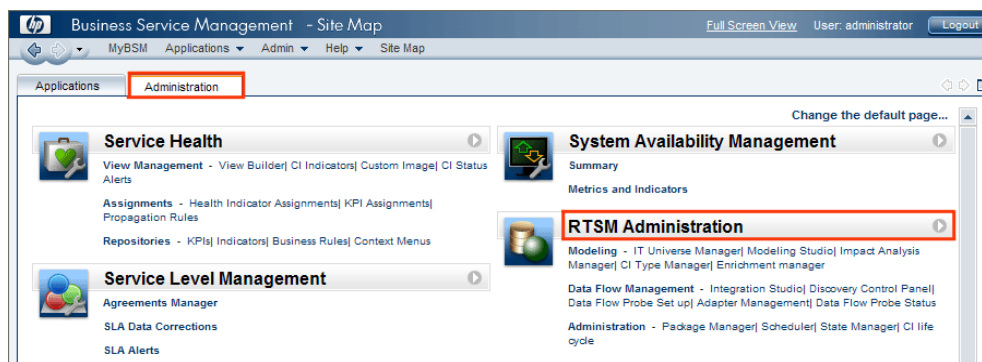 hp Business Service Management - Site Map
Full Screen View User: administrator Logout
MyBSM Applications Admin Help Site Map
Applications Administration
Change the default page...
Service Health
View Management - View Builder| CI Indicators| Custom Image| CI Status
Alerts
Assignments - Health Indicator Assignments| KPI Assignments|
Propagation Rules
Repositories - KPIs| Indicators| Business Rules| Context Menus
Service Level Management
Agreements Manager
SLA Data Corrections
SLA Alerts
System Availability Management
Summary
Metrics and Indicators
RTSM Administration
Modeling - IT Universe Manager| Modeling Studio| Impact Analysis
Manager| CI Type Manager| Enrichment manager
Data Flow Management - Integration Studio| Discovery Control Panel|
Data Flow Probe Set up| Adapter Management| Data Flow Probe Status
Administration - Package Manager| Scheduler| State Manager| CI life
cycle